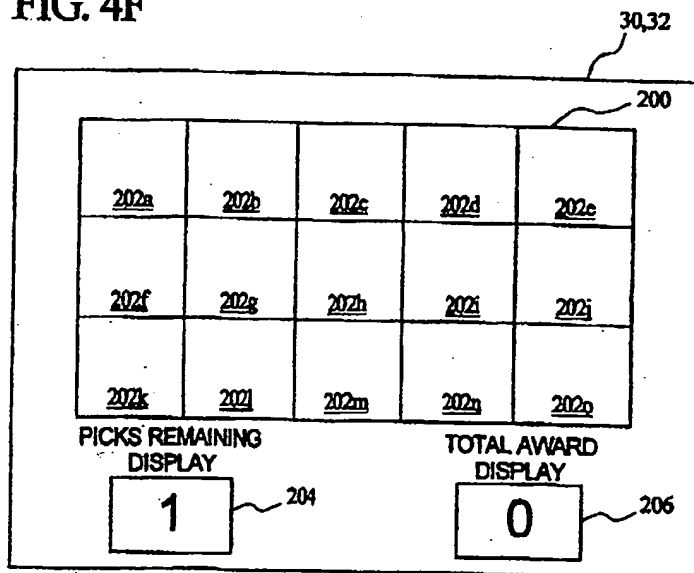 FIG. 4F
30,32
200
202a 202b 202c 202d 202e
202f 202g 202h 202i 202j
202k 202l 202m 202n 202o
PICKS REMAINING
DISPLAY
TOTAL AWARD
DISPLAY
1 204
0 206